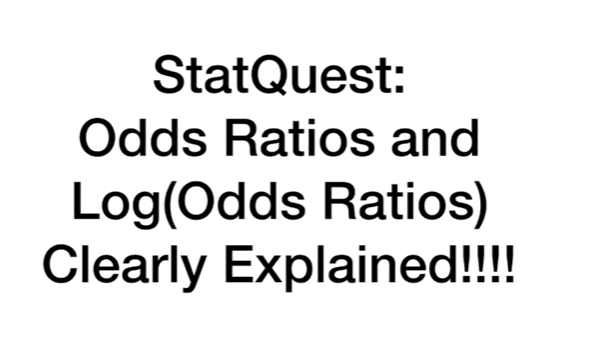 StatQuest:
Odds Ratios and
Log(Odds Ratios)
Clearly Explained!!!!